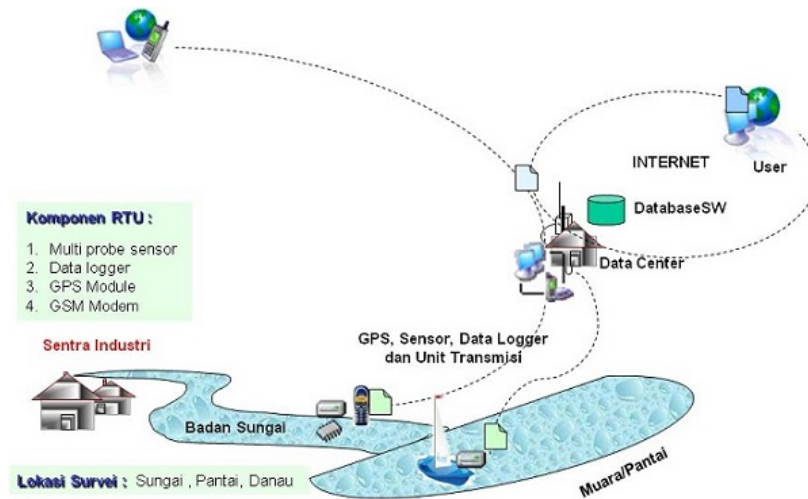 INTERNET
User
DatabaseSW
Data Center
Komponen RTU :
1. Multi probe sensor
2. Data logger
3. GPS Module
4. GSM Modem
Sentra Industri
GPS, Sensor, Data Logger
dan Unit Transmisi
Badan Sungai
Muara/Pantai
Lokasi Survei : Sungai , Pantai, Danau